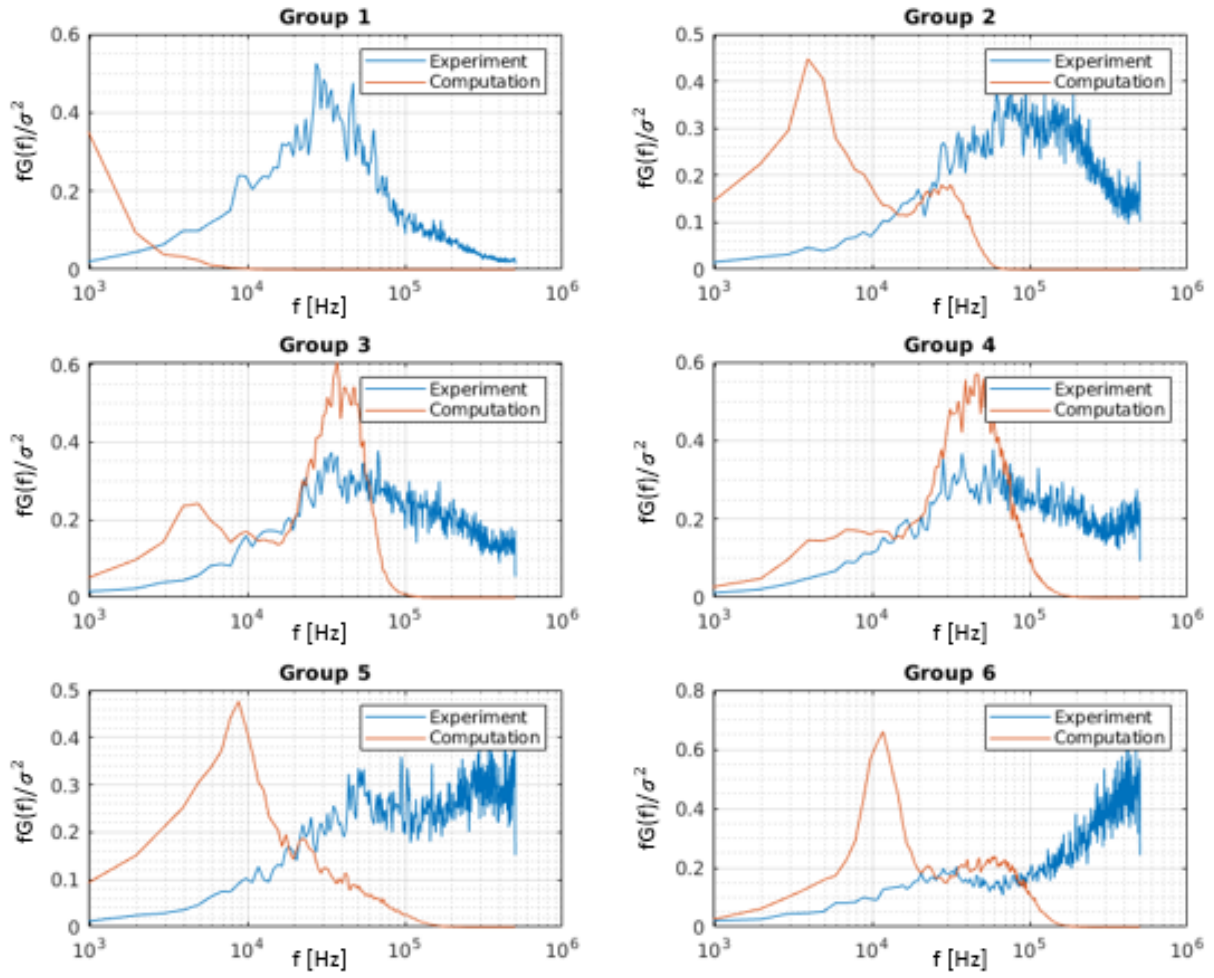 Group 1
0.6
0.4
0.2
0
fG(f)/σ²
Experiment
Computation
10³ 10⁴ 10⁵ 10⁶
f [Hz]
Group 2
0.5
0.4
0.3
0.2
0.1
0
fG(f)/σ²
Experiment
Computation
10³ 10⁴ 10⁵ 10⁶
f [Hz]
Group 3
0.6
0.4
0.2
0
fG(f)/σ²
Experiment
Computation
10³ 10⁴ 10⁵ 10⁶
f [Hz]
Group 4
0.6
0.4
0.2
0
fG(f)/σ²
Experiment
Computation
10³ 10⁴ 10⁵ 10⁶
f [Hz]
Group 5
0.5
0.4
0.3
0.2
0.1
0
fG(f)/σ²
Experiment
Computation
10³ 10⁴ 10⁵ 10⁶
f [Hz]
Group 6
0.8
0.6
0.4
0.2
0
fG(f)/σ²
Experiment
Computation
10³ 10⁴ 10⁵ 10⁶
f [Hz]